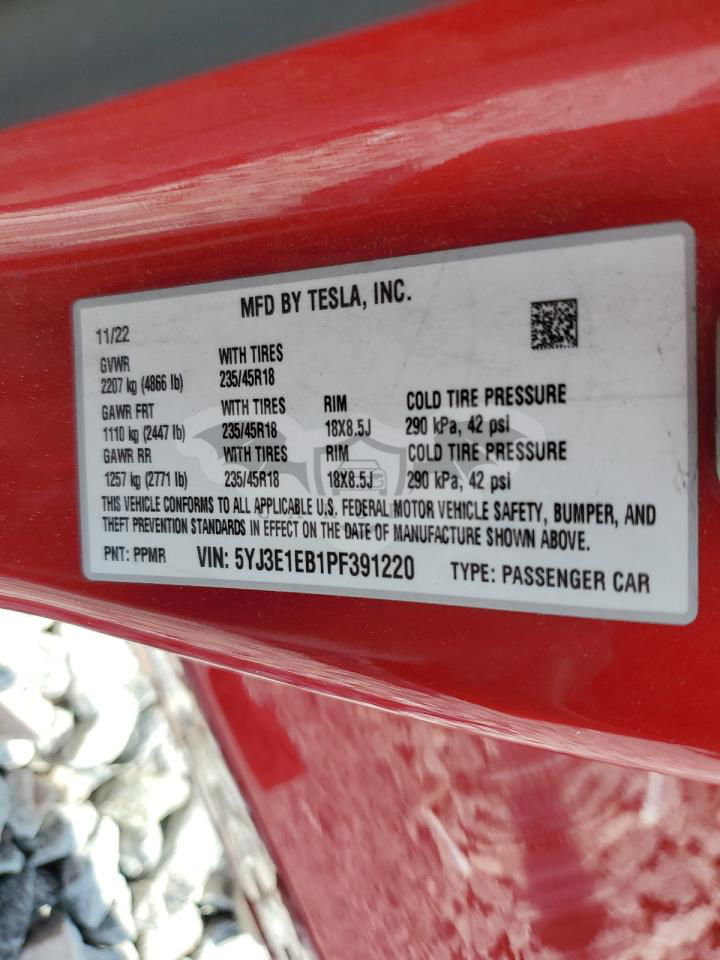 MFD BY TESLA, INC.
11/22
GVWR WITH TIRES
2207 kg (4866 lb) 235/45R18
GAWR FRT WITH TIRES RIM COLD TIRE PRESSURE
1110 kg (2447 lb) 235/45R18 18X8.5J 290 kPa, 42 psi
GAWR RR WITH TIRES RIM COLD TIRE PRESSURE
1257 kg (2771 lb) 235/45R18 18X8.5J 290 kPa, 42 psi
THIS VEHICLE CONFORMS TO ALL APPLICABLE U.S. FEDERAL MOTOR VEHICLE SAFETY, BUMPER, AND
THEFT PREVENTION STANDARDS IN EFFECT ON THE DATE OF MANUFACTURE SHOWN ABOVE.
PNT: PPMR VIN: 5YJ3E1EB1PF391220 TYPE: PASSENGER CAR